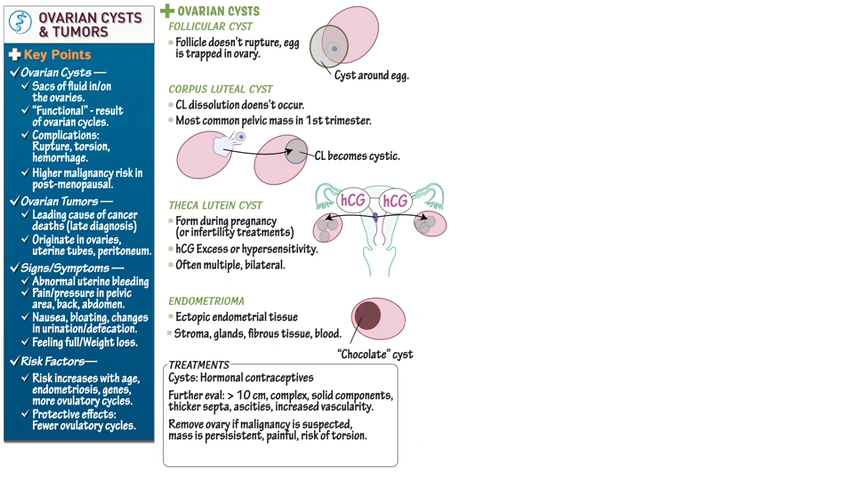 OVARIAN CYSTS
& TUMORS
Key Points
Ovarian Cysts —
Sacs of fluid in/on
the ovaries.
"Functional" - result
of ovarian cycles.
Complications:
Rupture, torsion,
hemorrhage.
Higher malignancy risk in
post-menopausal.
Ovarian Tumors —
Leading cause of cancer
deaths (late diagnosis)
Originate in ovaries,
uterine tubes, peritoneum.
Signs/Symptoms —
Abnormal uterine bleeding
Pain/pressure in pelvic
area, back, abdomen.
Nausea, bloating, changes
in urination/defecation.
Feeling full/Weight loss.
Risk Factors—
Risk increases with age,
endometriosis, genes,
more ovulatory cycles.
Protective effects:
Fewer ovulatory cycles.
OVARIAN CYSTS
FOLLICULAR CYST
Follicle doesn't rupture, egg
is trapped in ovary.
Cyst around egg.
CORPUS LUTEAL CYST
CL dissolution doens't occur.
Most common pelvic mass in 1st trimester.
CL becomes cystic.
THECA LUTEIN CYST
Form during pregnancy
(or infertility treatments)
hCG Excess or hypersensitivity.
Often multiple, bilateral.
hCG hCG
ENDOMETRIOMA
Ectopic endometrial tissue
Stroma, glands, fibrous tissue, blood.
"Chocolate" cyst
TREATMENTS
Cysts: Hormonal contraceptives
Further eval: > 10 cm, complex, solid components,
thicker septa, ascities, increased vascularity.
Remove ovary if malignancy is suspected,
mass is persisistent, painful, risk of torsion.